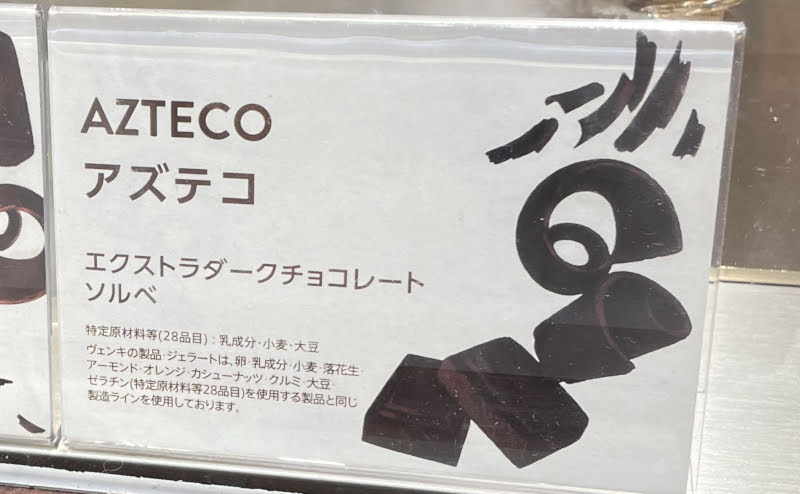 AZTECO
アズテコ
エクストラダークチョコレート
ソルベ
特定原材料等(28品目):乳成分·小麦·大豆
ヴェンキの製品·ジェラートは、卵·乳成分·小麦·落花生·
アーモンド·オレンジ·カシューナッツ·クルミ·大豆·
ゼラチン(特定原材料等28品目)を使用する製品と同じ
製造ラインを使用しております。